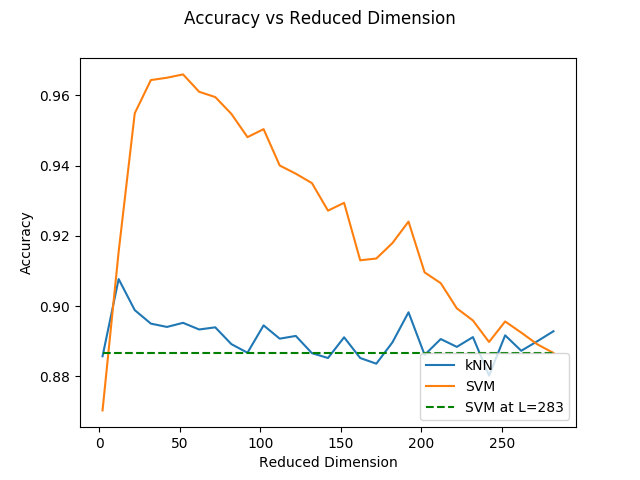 Accuracy vs Reduced Dimension
Accuracy
0.96
0.94
0.92
0.90
0.88
0
50
100
150
200
250
Reduced Dimension
kNN
SVM
SVM at L=283